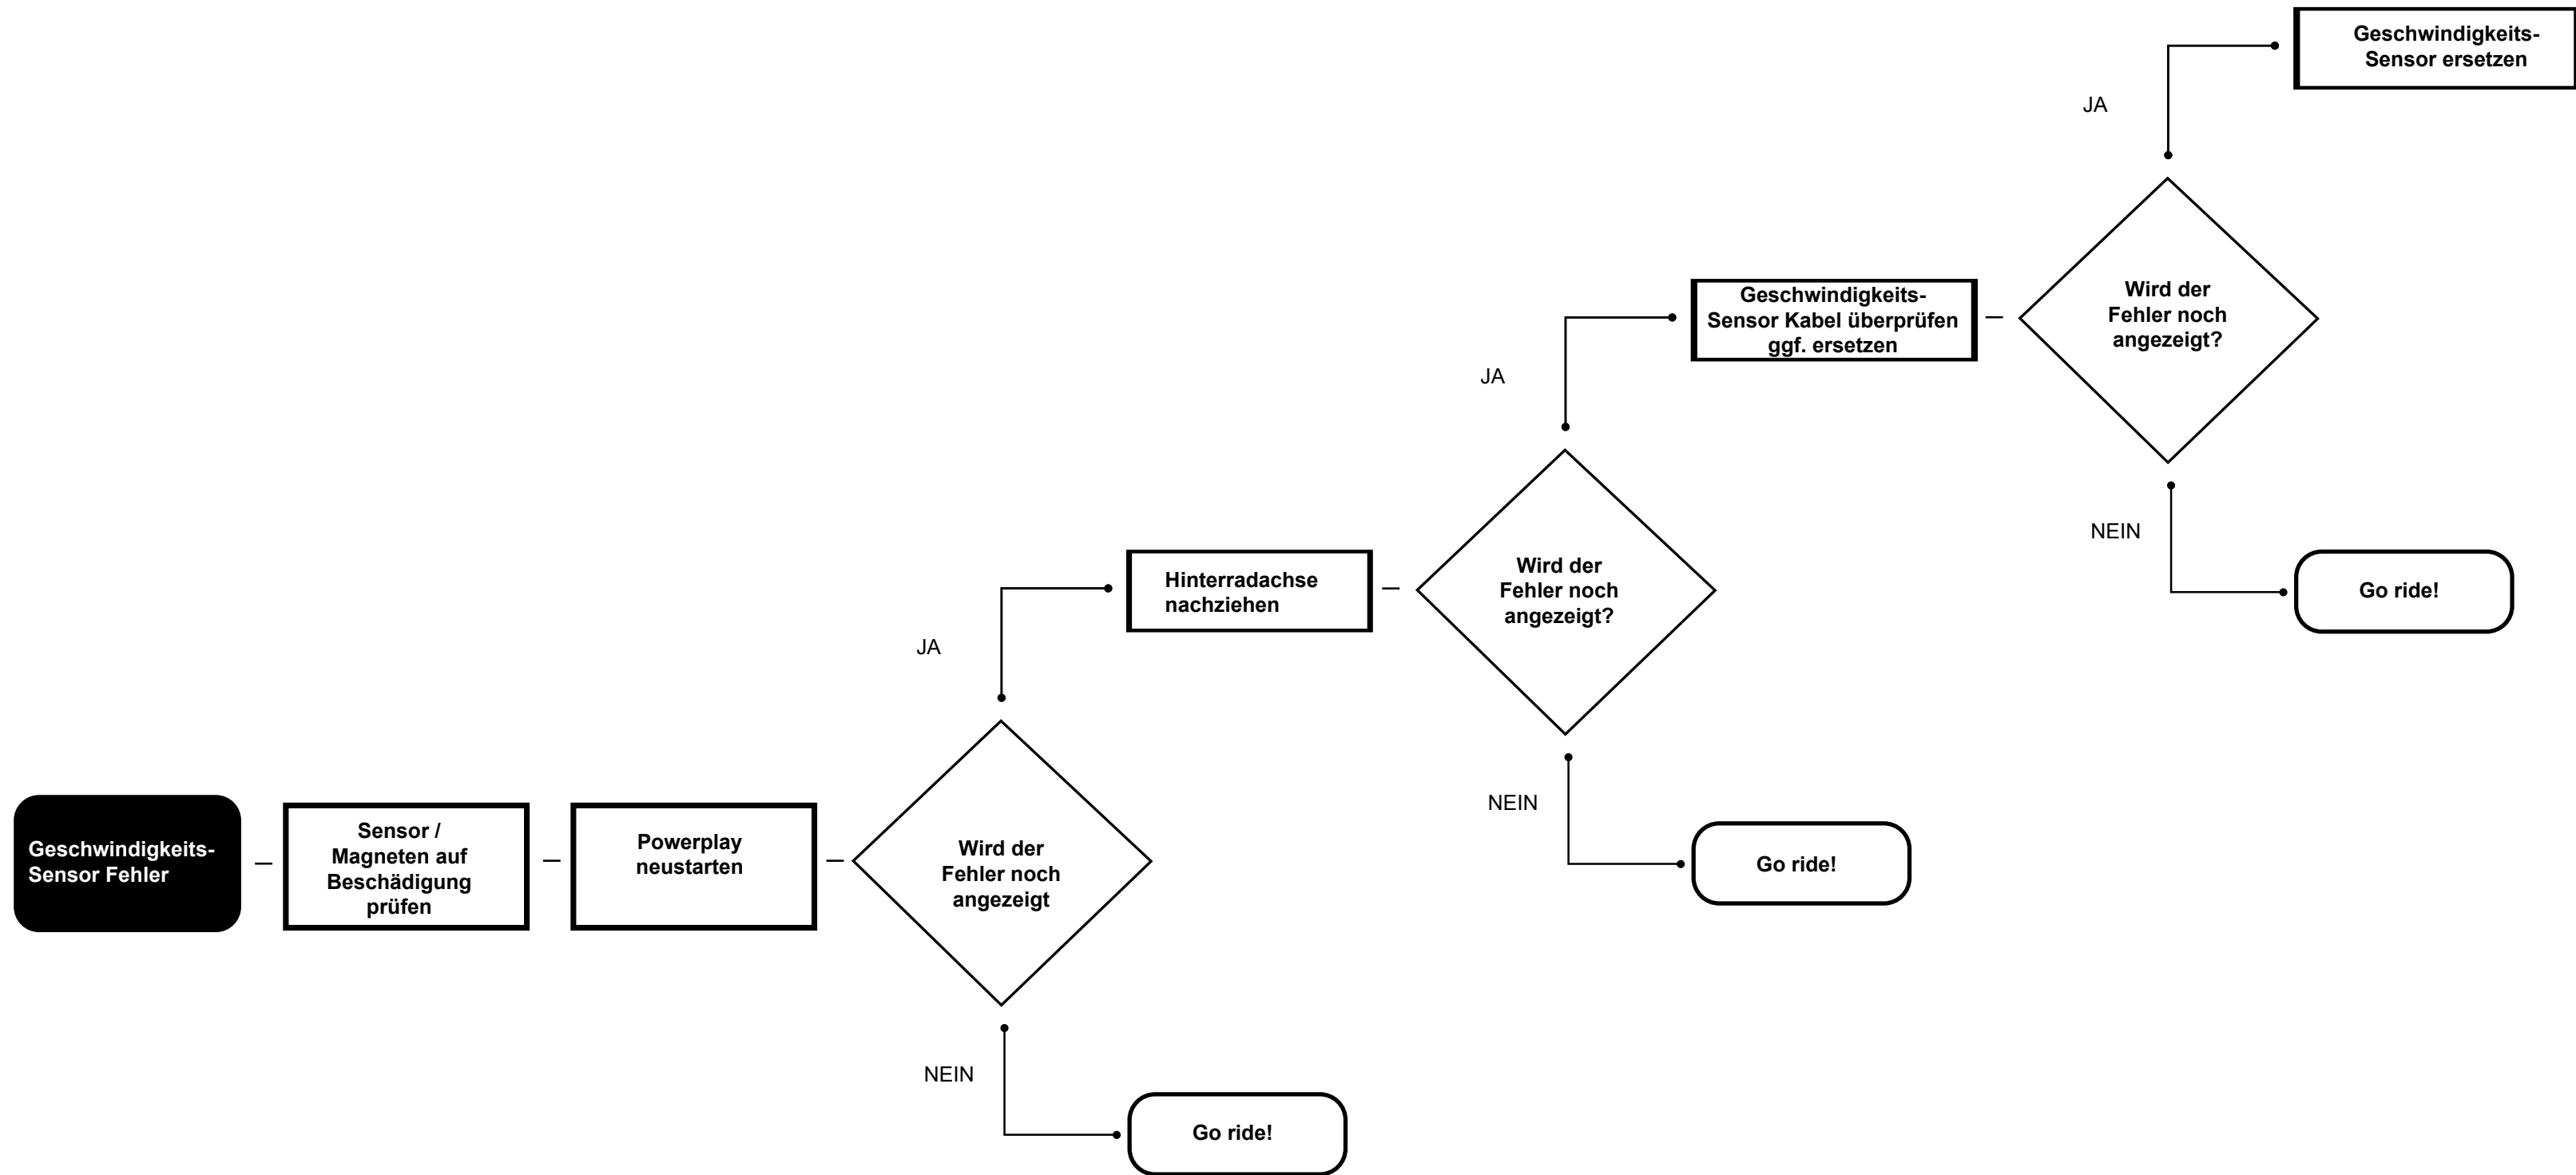 Geschwindigkeits-
Sensor Fehler
Sensor /
Magneten auf
Beschädigung
prüfen
Powerplay
neustarten
Wird der
Fehler noch
angezeigt
JA
NEIN
Go ride!
Hinterradachse
nachziehen
Wird der
Fehler noch
angezeigt?
JA
NEIN
Go ride!
Geschwindigkeits-
Sensor Kabel überprüfen
ggf. ersetzen
Wird der
Fehler noch
angezeigt?
JA
NEIN
Go ride!
Geschwindigkeits-
Sensor ersetzen